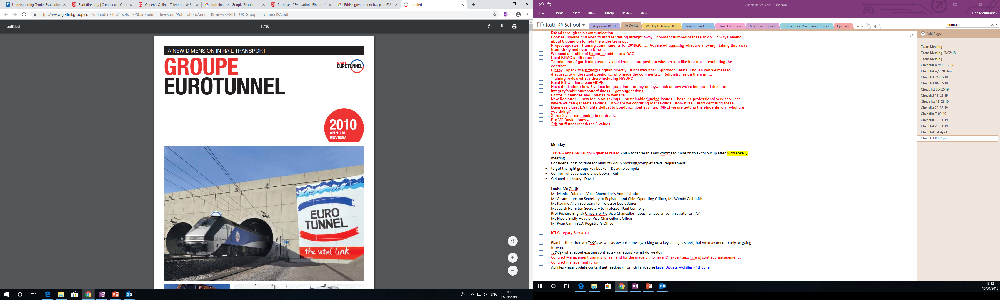 Understanding Tender Evaluation
Staff directory | Contact us | Que
Queen's Online : Telephone & E-
qub finance - Google Search
Purpose of Evaluation | Finance
British government has paid £33
untitled
https://www.getlinkgroup.com/uploadedFiles/assets-uk/Shareholders-Investors/Publication/Annual-Review/RA2010-UK-GroupeEurotunnelSA.pdf
untitled
1 / 36
A NEW DIMENSION IN RAIL TRANSPORT
GROUPE
EUROTUNNEL
GROUPE
EUROTUNNEL
2010
ANNUAL
REVIEW
EURO
TUNNEL
the vital link
9018
ENG
13:12
15/04/2019
Checklist 8th April - OneNote
Ruth McAtamney
File
Home
Insert
Draw
History
Review
View
Ruth @ School
Appraisal 18-19
To Do list
Weekly Catchup HOP
Training and Info
Travel Strategy
Selective - Travel
Transaction Processing Project
Queen's
...
monica
R4ead through this communication....
Look at Pipeline and Nora to start tendering straight away...constant number of these to do....always having
about 6 going on to help the wider team out
Project updates - training commitments for 2019/20.......Advanced traininhg what are moving - taking this away
from Kirsty and over to Nora...
We need a conflict of inmterest added to a DAC
Read KPMG audit report
Termination of gardening tender - legal letter.....our position whether you like it or not....rescinding the
contract...
Linsay - speak to Ricxhard English directly - if not why not? Approach - ask P English can we meet to
discuss...to understand position....who made the comments... Rehgistrar reign them in.....
Training review what's there including NWUPC----
Read ICO.....fine ....see GDPR
Have think about how 3 values integrate into our day to day... look at how we've integrated this into
Integrity/ambition/resoucefulness....get suggestions
Factor in changes and updates to website....
New Registrar.... new focus on savings....sustainable funcing issues....baseline professional services...see
where we can generate savings....how are we capturing lost savings - from KPIs....start capturing these....
Business class, BA flights Belfast to London.....lost savings...MRCI we are getting the students ion - what are
you doing?
Xerox 2 year extebnsion to contract...
Pro VC David Jones -
Stic stuff underneath the 3 values....
Monday
Travel - Anne Mc Laughlin queries raised - plan to tackle this and comms to Anne on this - follow up after Nicola Skelly
meeting
Consider allocating time for build of Group bookings/complex travel requirement
• target the right groups key booker - David to compile
• Confirm what venues did we book? - Ruth
• Get content ready - David
Louise Mc Grath
Ms Monica Salomeia Vice- Chancellor's Administrator
Ms Alison Johnston Secretary to Registrar and Chief Operating Officer, Ms Wendy Galbraith
Ms Pauline Allen Secretary to Professor David Jones
Ms Judith Hamilton Secretary to Professor Paul Connolly
Prof Richard English UniversityPro-Vice-Chancellor - does he have an administrator or PA?
Ms Nicola Skelly Head of Vice-Chancellor's Office
Mr Ryan Carlin BLO, Registrar's Office
ICT Category Research
Plan for the other key Ts&Cs as well as bespoke ones (working on a key changes sheet)that we may need to rely on going
forward
Ts&Cs - what about existing contracts - variations - what do we do?
Contract Management training for self and for the grade 5....to have ICT expertise../InTend contract management...
Contract management forum
Achilles - legal update content get feedback from Gillian/Jackie Legal Update -Achilles - 4th June
Add Page
Team Meeting
Team Meeting- 7/02/18
Team Meeting
Checklist w/c 17-12-18
Checklist w/c 7th Jan
Checklist 24-01-19
Checklist 01-02-19
Check list 08-02-19
Checklist 11-02-19
Check list 18-02-19
Checklist 25-02-19
Checklist 7-03-19
Checklist 19-03-19
Checklist 25-03-19
Checklist 1st April
Checklist 8th April
13:12
15/04/2019